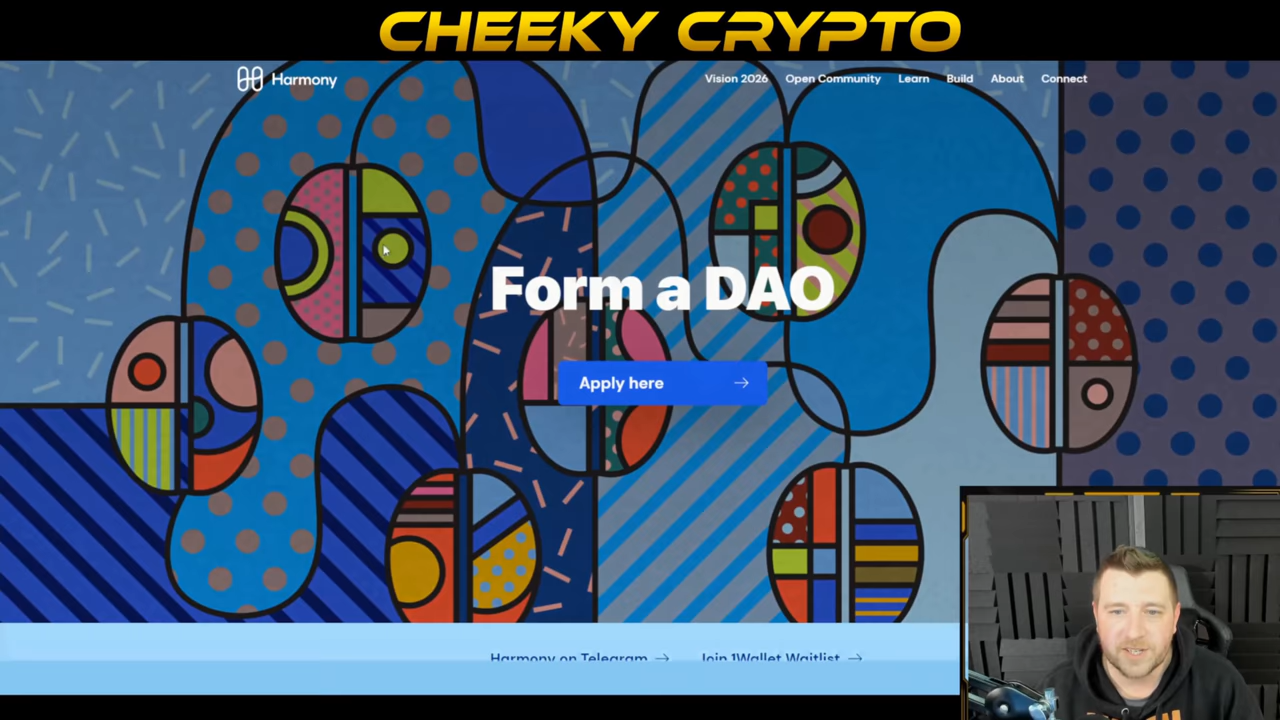 CHEEKY CRYPTO
Harmony
Vision 2026 Open Community Learn Build About Connect
Form a DAO
Apply here
Harmony on Telegram
Join 1Wallet Waitlist